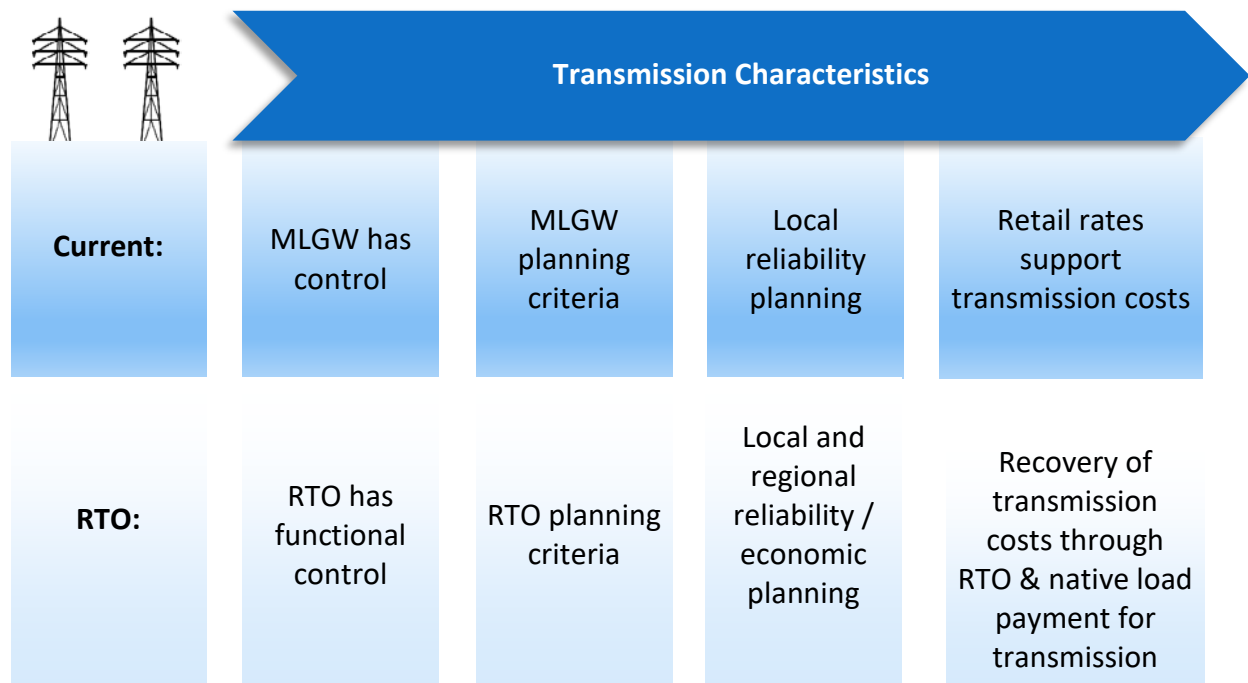 Transmission Characteristics
Current:
MLGW has
control
MLGW
planning
criteria
Local
reliability
planning
Retail rates
support
transmission costs
RTO:
RTO has
functional
control
RTO planning
criteria
Local and
regional
reliability /
economic
planning
Recovery of
transmission
costs through
RTO & native load
payment for
transmission